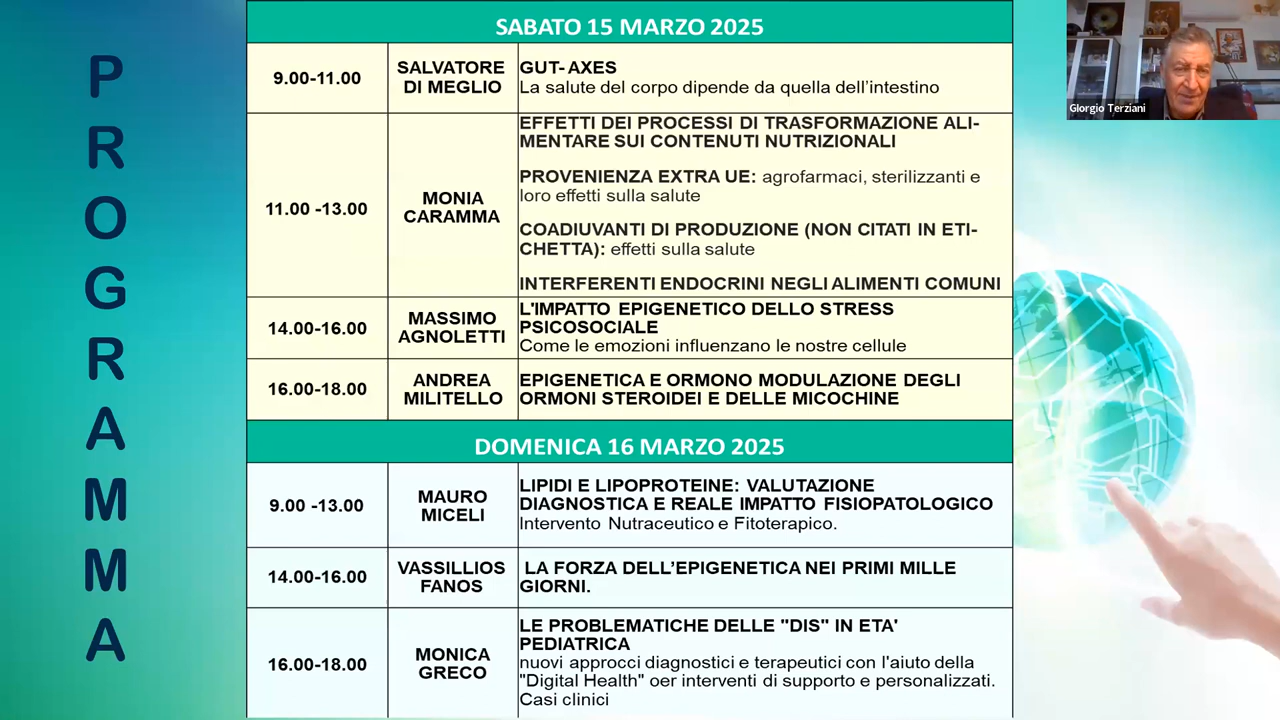 PROGRAMMA
SABATO 15 MARZO 2025
9.00-11.00
SALVATORE
DI MEGLIO
GUT- AXES
La salute del corpo dipende da quella dell'intestino
11.00 -13.00
MONIA
CARAMMA
EFFETTI DEI PROCESSI DI TRASFORMAZIONE ALI-
MENTARE SUI CONTENUTI NUTRIZIONALI
PROVENIENZA EXTRA UE: agrofarmaci, sterilizzanti e
loro effetti sulla salute
COADIUVANTI DI PRODUZIONE (NON CITATI IN ETI-
CHETTA): effetti sulla salute
INTERFERENTI ENDOCRINI NEGLI ALIMENTI COMUNI
14.00-16.00
MASSIMO
AGNOLETTI
L'IMPATTO EPIGENETICO DELLO STRESS
PSICOSOCIALE
Come le emozioni influenzano le nostre cellule
16.00-18.00
ANDREA
MILITELLO
EPIGENETICA E ORMONO MODULAZIONE DEGLI
ORMONI STEROIDEI E DELLE MICOCHINE
DOMENICA 16 MARZO 2025
9.00 -13.00
MAURO
MICELI
LIPIDI E LIPOPROTEINE: VALUTAZIONE
DIAGNOSTICA E REALE IMPATTO FISIOPATOLOGICO
Intervento Nutraceutico e Fitoterapico.
14.00-16.00
VASSILLIOS
FANOS
LA FORZA DELL'EPIGENETICA NEI PRIMI MILLE
GIORNI.
16.00-18.00
MONICA
GRECO
LE PROBLEMATICHE DELLE "DIS" IN ETA'
PEDIATRICA
nuovi approcci diagnostici e terapeutici con l'aiuto della
"Digital Health" oer interventi di supporto e personalizzati.
Casi clinici
GIorgio Terziani